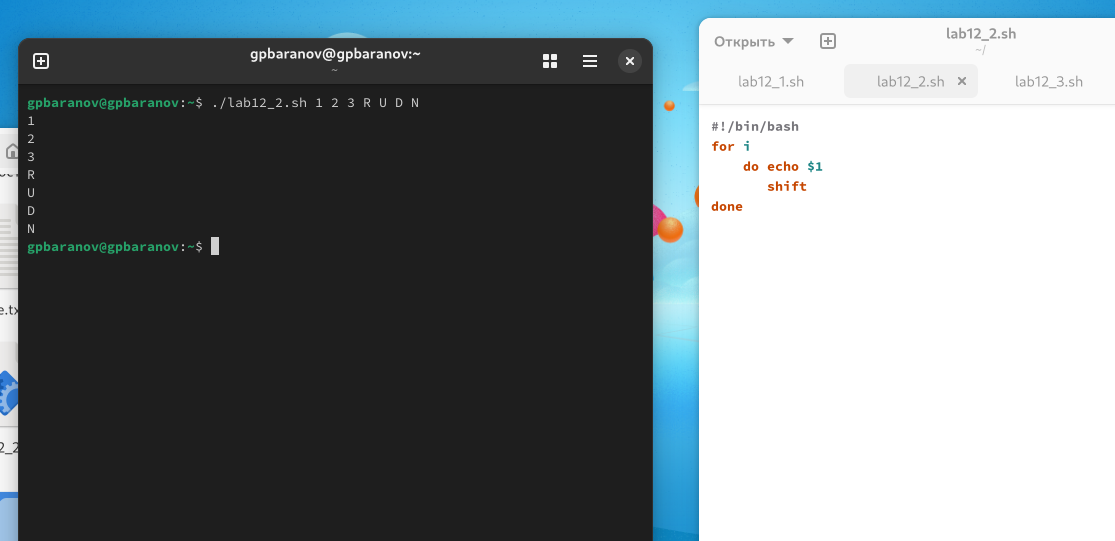 gpbaranov@gpbaranov:~
~
gpbaranov@gpbaranov:~$ ./lab12_2.sh 1 2 3 R U D N
1
2
3
R
U
D
N
gpbaranov@gpbaranov:~$
Открыть
lab12_2.sh
~/
lab12_1.sh
lab12_2.sh
lab12_3.sh
#!/bin/bash
for i
    do echo $1
       shift
done